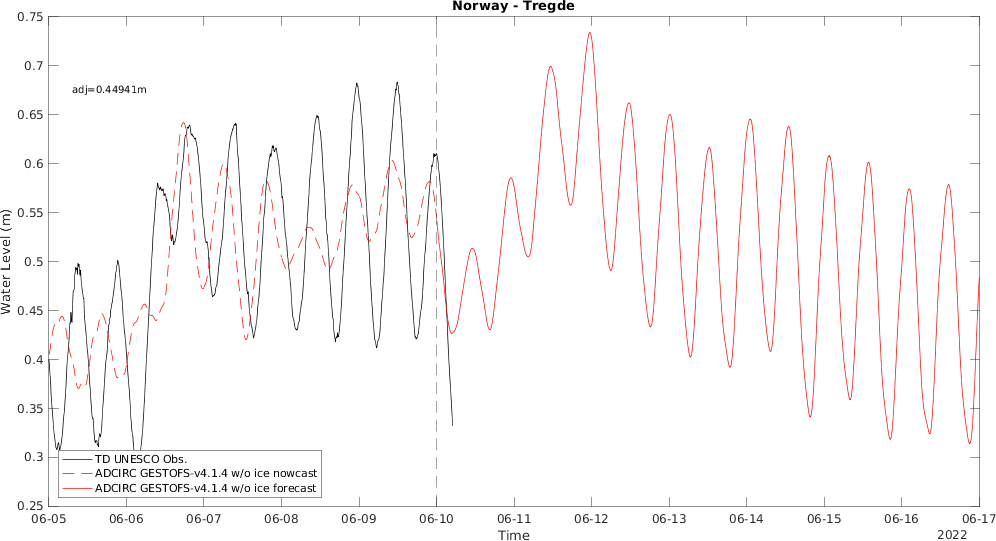 Norway - Tregde
0.75
0.7
0.65
0.6
0.55
0.5
0.45
0.4
0.35
0.3
0.25
Water Level (m)
adj=0.44941m
TD UNESCO Obs.
ADCIRC GESTOFS-v4.1.4 w/o ice nowcast
ADCIRC GESTOFS-v4.1.4 w/o ice forecast
06-05 06-06 06-07 06-08 06-09 06-10 06-11 06-12 06-13 06-14 06-15 06-16 06-17
Time
2022